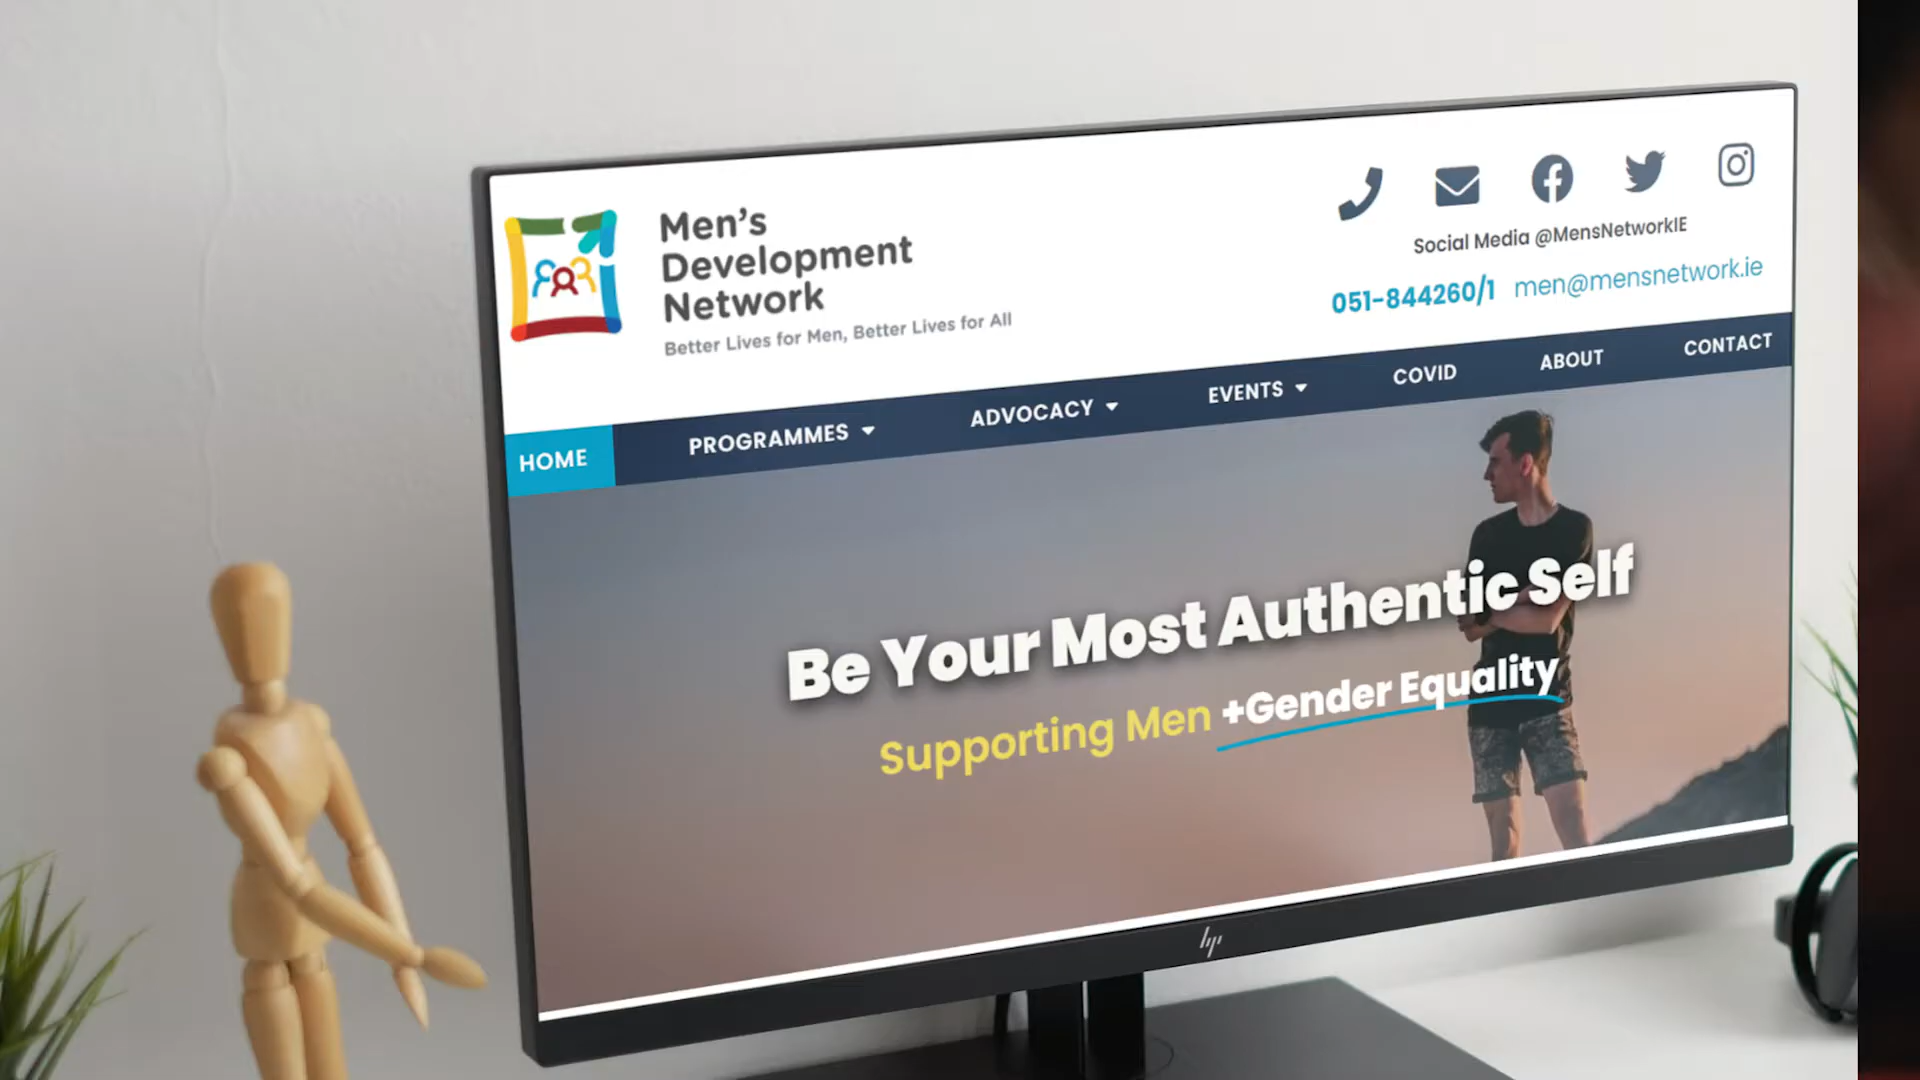 Men's
Development
Network
Better Lives for Men, Better Lives for All
Social Media @MensNetworkIE
051-844260/1 men@mensnetwork.ie
HOME PROGRAMMES ADVOCACY EVENTS COVID ABOUT CONTACT
Be Your Most Authentic Self
Supporting Men +Gender Equality
hp